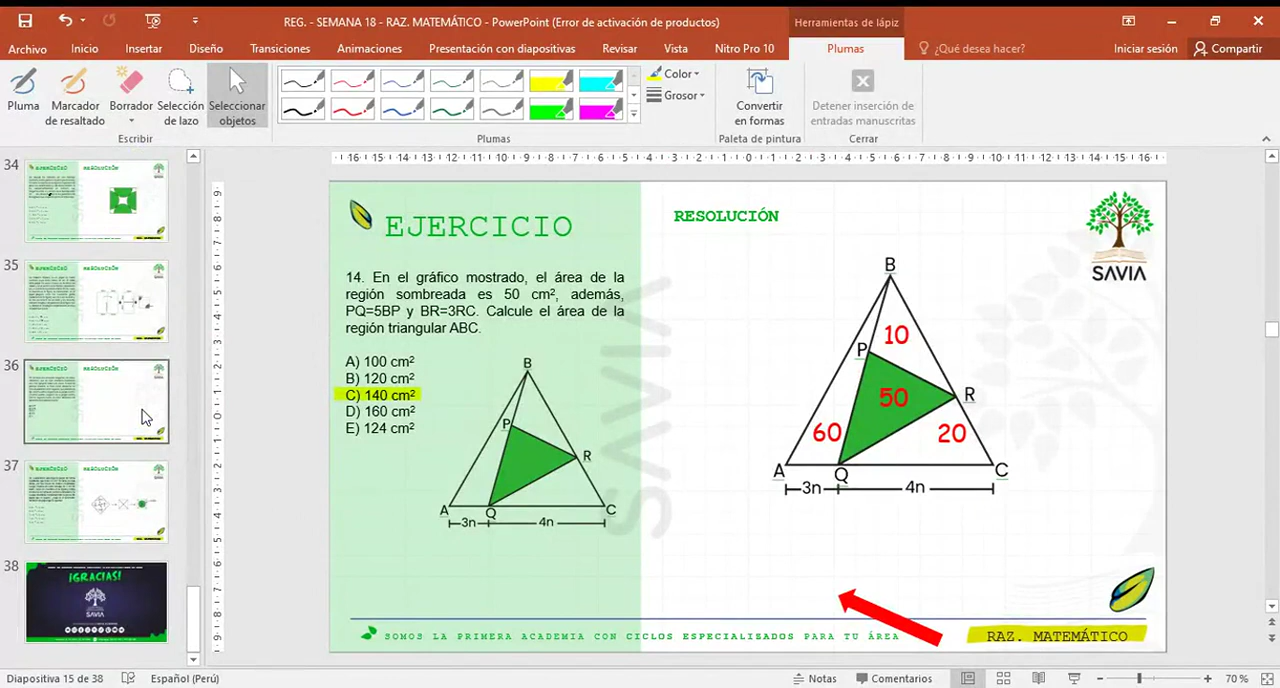 REG. - SEMANA 18 - RAZ. MATEMÁTICO - PowerPoint (Error de activación de productos)
Herramientas de lápiz
Archivo Inicio Insertar Diseño Transiciones Animaciones Presentación con diapositivas Revisar Vista Nitro Pro 10 Plumas ¿Qué desea hacer? Iniciar sesión Compartir
Pluma
Marcador de resaltado
Borrador
Selección de lazo
Seleccionar objetos
Escribir
Plumas
Color
Grosor
Convertir en formas
Paleta de pintura
Detener inserción de entradas manuscritas
Cerrar
34
35
36
37
38
¡GRACIAS!
SAVIA
EJERCICIO
14. En el gráfico mostrado, el área de la
región sombreada es 50 cm², además,
PQ=5BP y BR=3RC. Calcule el área de la
región triangular ABC.
A) 100 cm²
B) 120 cm²
C) 140 cm²
D) 160 cm²
E) 124 cm²
B
P
R
A
Q
C
3n
4n
RESOLUCIÓN
SAVIA
SAVIA
B
10
P
50
R
60
20
A
Q
C
3n
4n
SOMOS LA PRIMERA ACADEMIA CON CICLOS ESPECIALISADOS PARA TU ÁREA
RAZ. MATEMÁTICO
Diapositiva 15 de 38 Español (Perú) Notas Comentarios 70 %